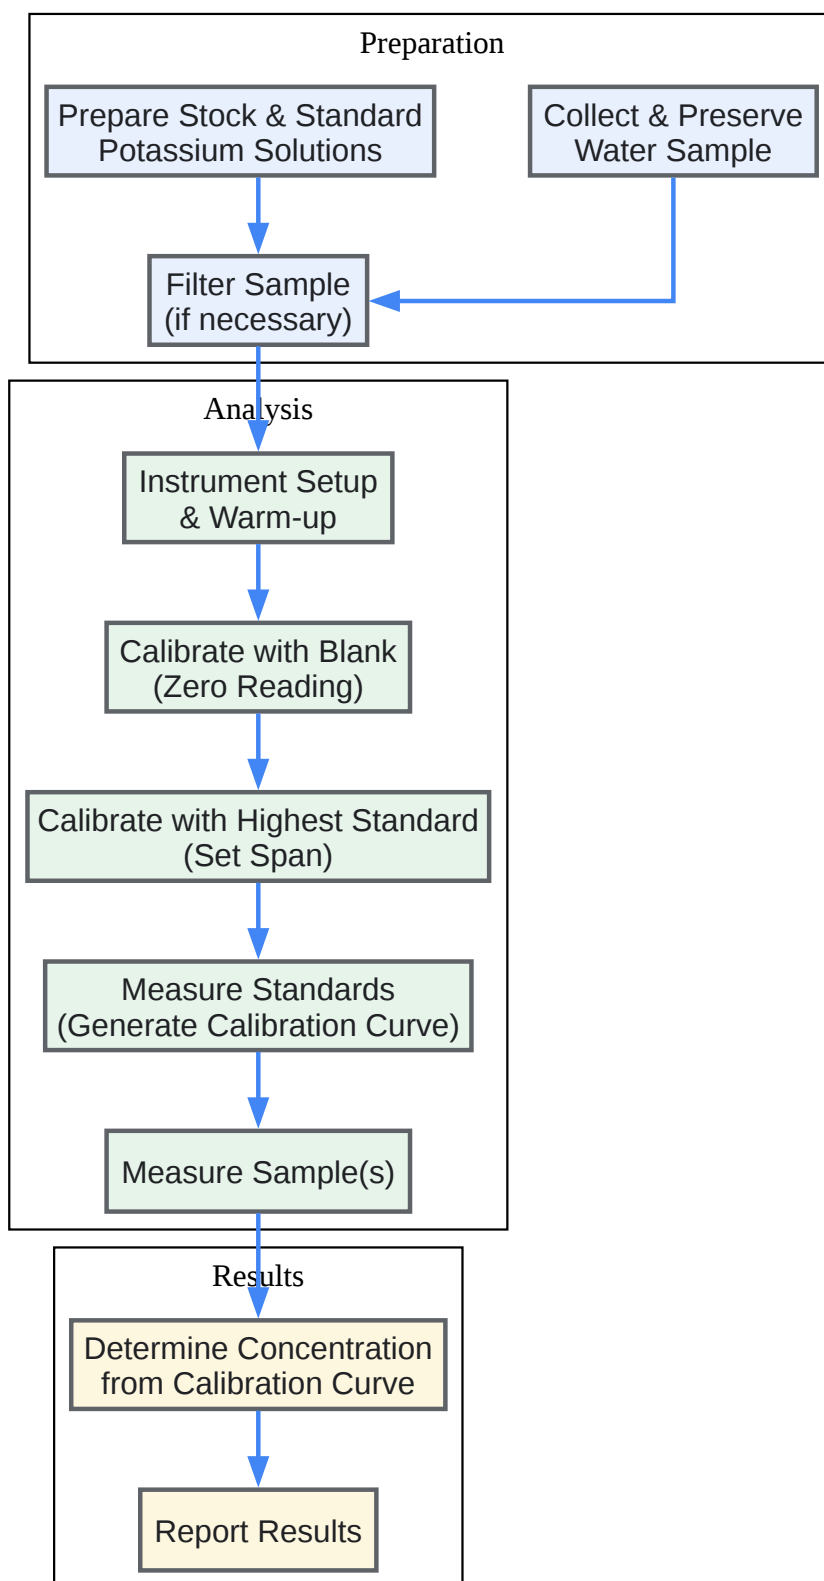 Preparation
Prepare Stock & Standard
Potassium Solutions
Collect & Preserve
Water Sample
Filter Sample
(if necessary)
Analysis
Instrument Setup
& Warm-up
Calibrate with Blank
(Zero Reading)
Calibrate with Highest Standard
(Set Span)
Measure Standards
(Generate Calibration Curve)
Measure Sample(s)
Results
Determine Concentration
from Calibration Curve
Report Results